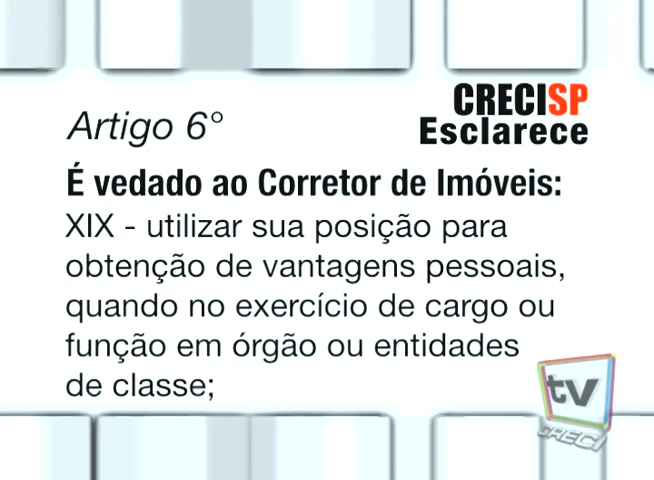 CRECISP
Esclarece
Artigo 6°
É vedado ao Corretor de Imóveis:
XIX - utilizar sua posição para
obtenção de vantagens pessoais,
quando no exercício de cargo ou
função em órgão ou entidades
de classe;
tv
CRECI